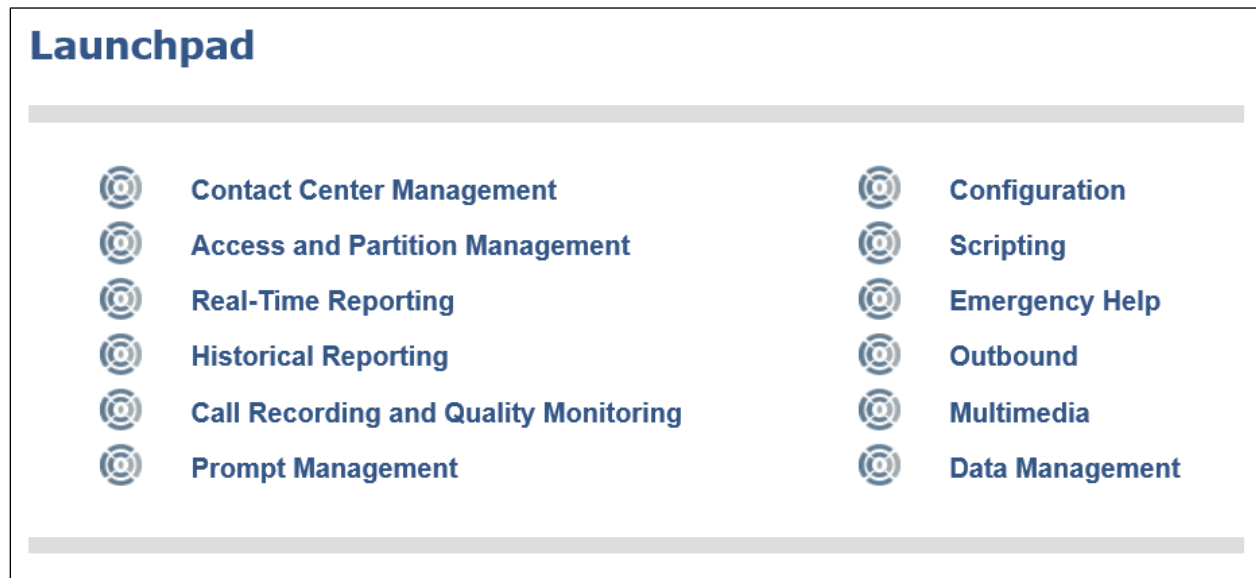 Launchpad
Contact Center Management
Access and Partition Management
Real-Time Reporting
Historical Reporting
Call Recording and Quality Monitoring
Prompt Management
Configuration
Scripting
Emergency Help
Outbound
Multimedia
Data Management